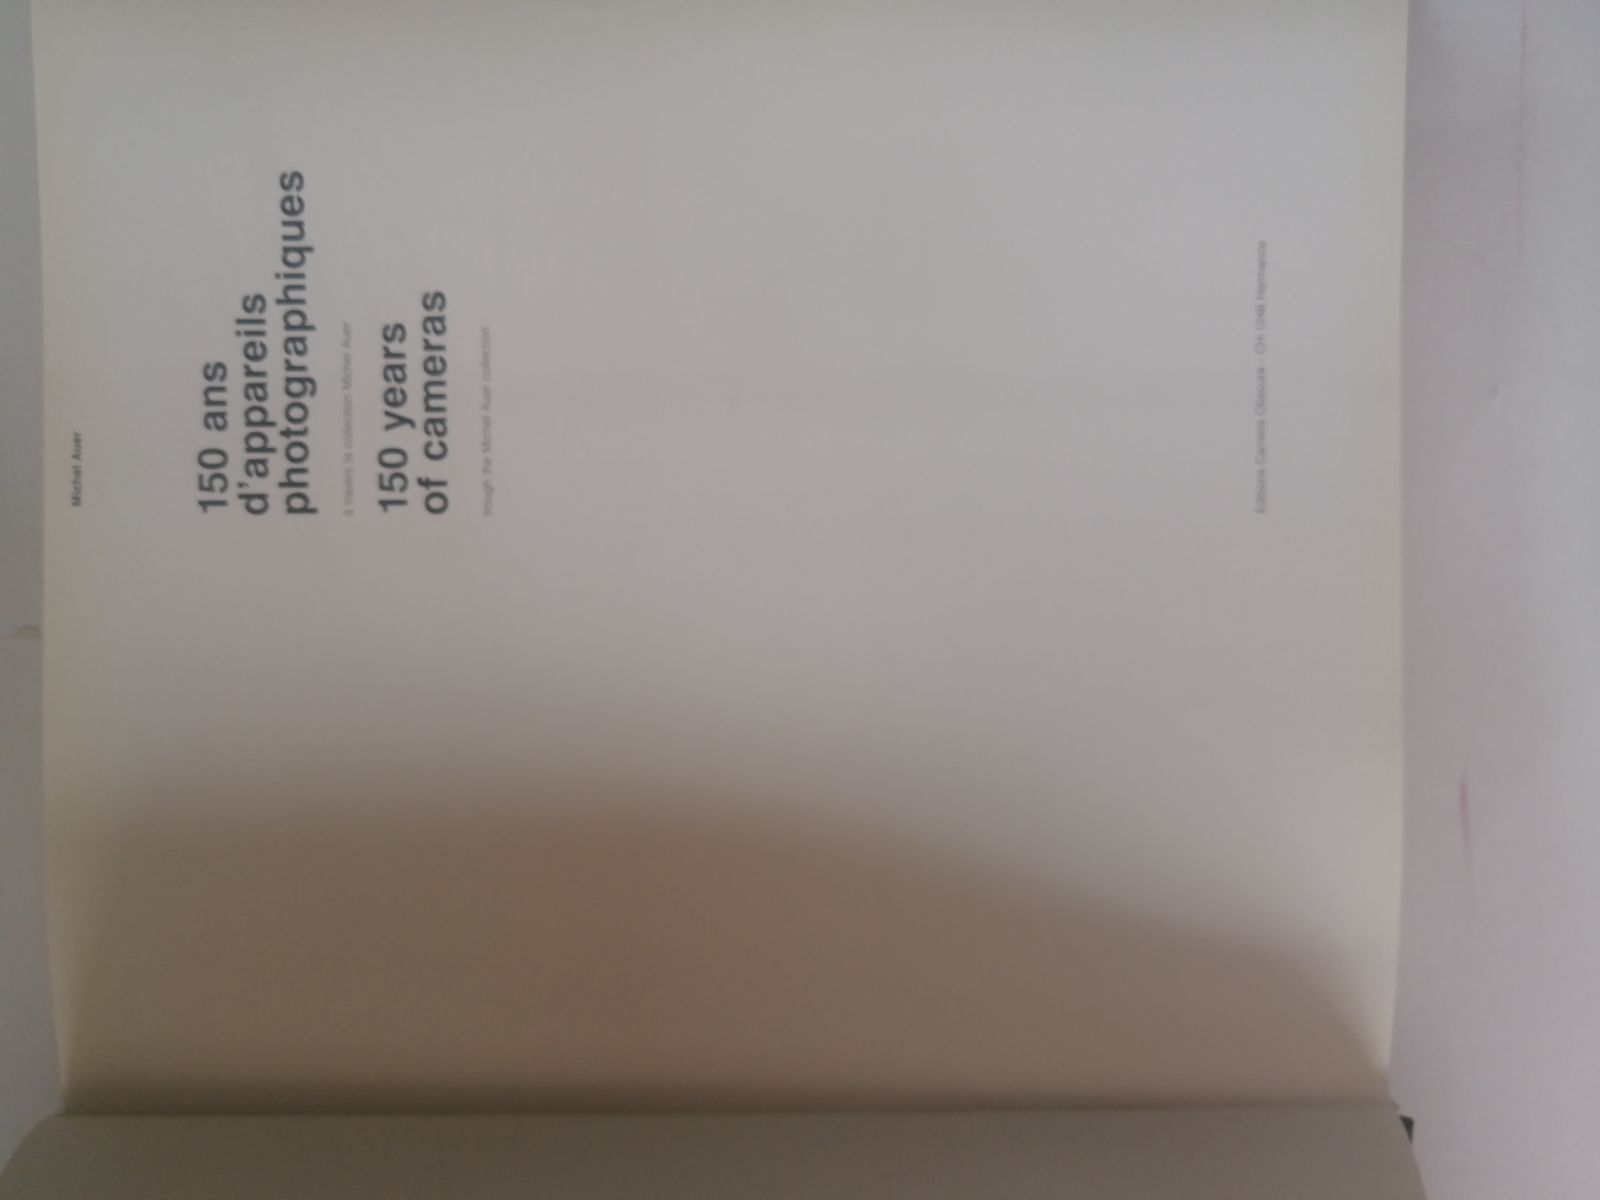 Michel Auer
150 ans
d'appareils
photographiques
à travers la collection Michel Auer
150 years
of cameras
trough the Michel Auer collection
Editions Camera Obscura - CH-1248 Hermance